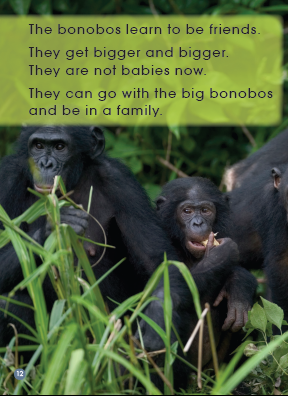 The bonobos learn to be friends.
They get bigger and bigger.
They are not babies now.
They can go with the big bonobos
and be in a family.
12